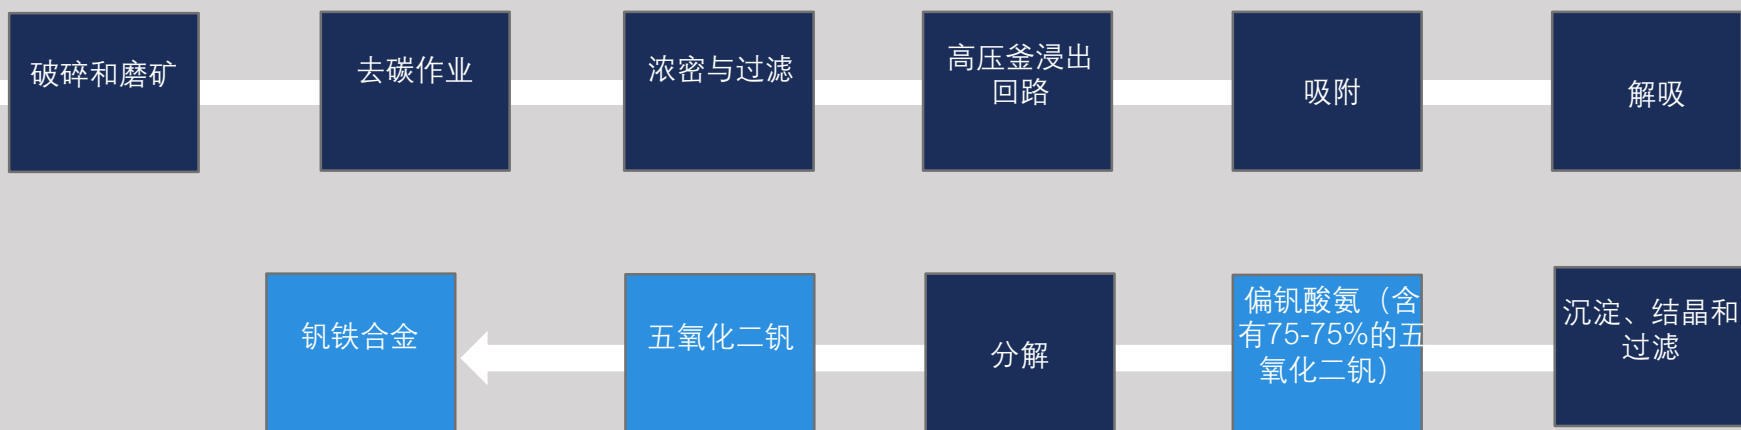 破碎和磨矿
去碳作业
浓密与过滤
高压釜浸出
回路
吸附
解吸
钒铁合金
五氧化二钒
分解
偏钒酸氨（含
有75-75%的五
氧化二钒）
沉淀、结晶和
过滤